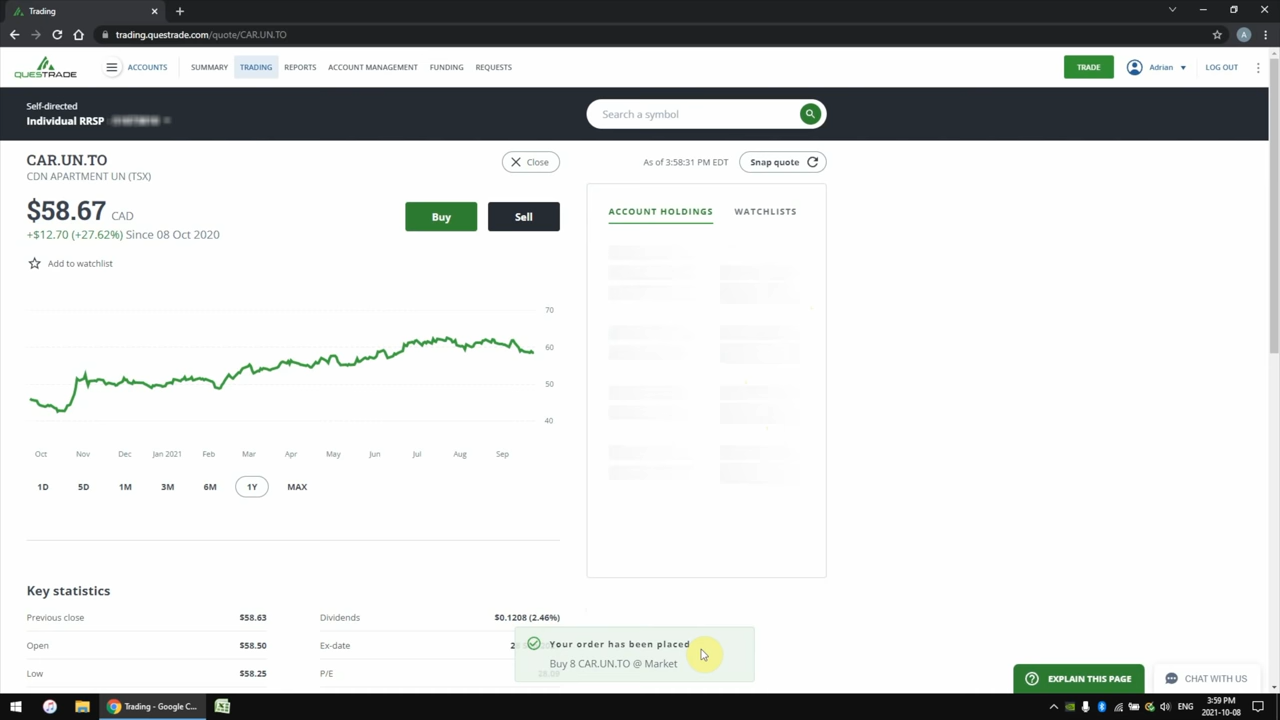 Trading
trading.questrade.com/quote/CAR.UN.TO
A
QUESTRADE
ACCOUNTS
SUMMARY
TRADING
REPORTS
ACCOUNT MANAGEMENT
FUNDING
REQUESTS
TRADE
Adrian
LOG OUT
Self-directed
Individual RRSP
Search a symbol
CAR.UN.TO
CDN APARTMENT UN (TSX)
Close
As of 3:58:31 PM EDT
Snap quote
$58.67 CAD
+$12.70 (+27.62%) Since 08 Oct 2020
Buy
Sell
Add to watchlist
ACCOUNT HOLDINGS
WATCHLISTS
70
60
50
40
Oct Nov Dec Jan 2021 Feb Mar Apr May Jun Jul Aug Sep
1D 5D 1M 3M 6M 1Y MAX
Key statistics
Previous close $58.63 Dividends $0.1208 (2.46%)
Open $58.50 Ex-date
Low $58.25 P/E
Your order has been placed
Buy 8 CAR.UN.TO @ Market
EXPLAIN THIS PAGE
CHAT WITH US
Trading - Google C...
ENG
3:59 PM
2021-10-08